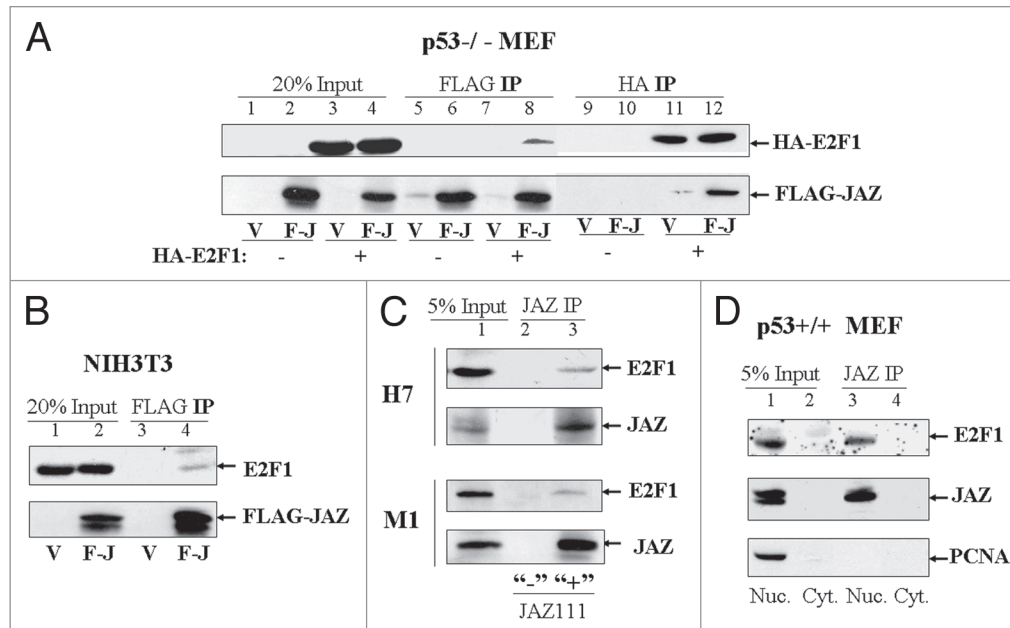 A
p53-/- MEF
20% Input FLAG IP HA IP
1 2 3 4 5 6 7 8 9 10 11 12
HA-E2F1
FLAG-JAZ
V F-J V F-J V F-J V F-J V F-J V F-J
HA-E2F1: - + - + - +
B
NIH3T3
20% Input FLAG IP
1 2 3 4
E2F1
FLAG-JAZ
V F-J V F-J
C
5% Input JAZ IP
1 2 3
H7
E2F1
JAZ
M1
E2F1
JAZ
“-” “+”
JAZ111
D
p53+/+ MEF
5% Input JAZ IP
1 2 3 4
E2F1
JAZ
PCNA
Nuc. Cyt. Nuc. Cyt.